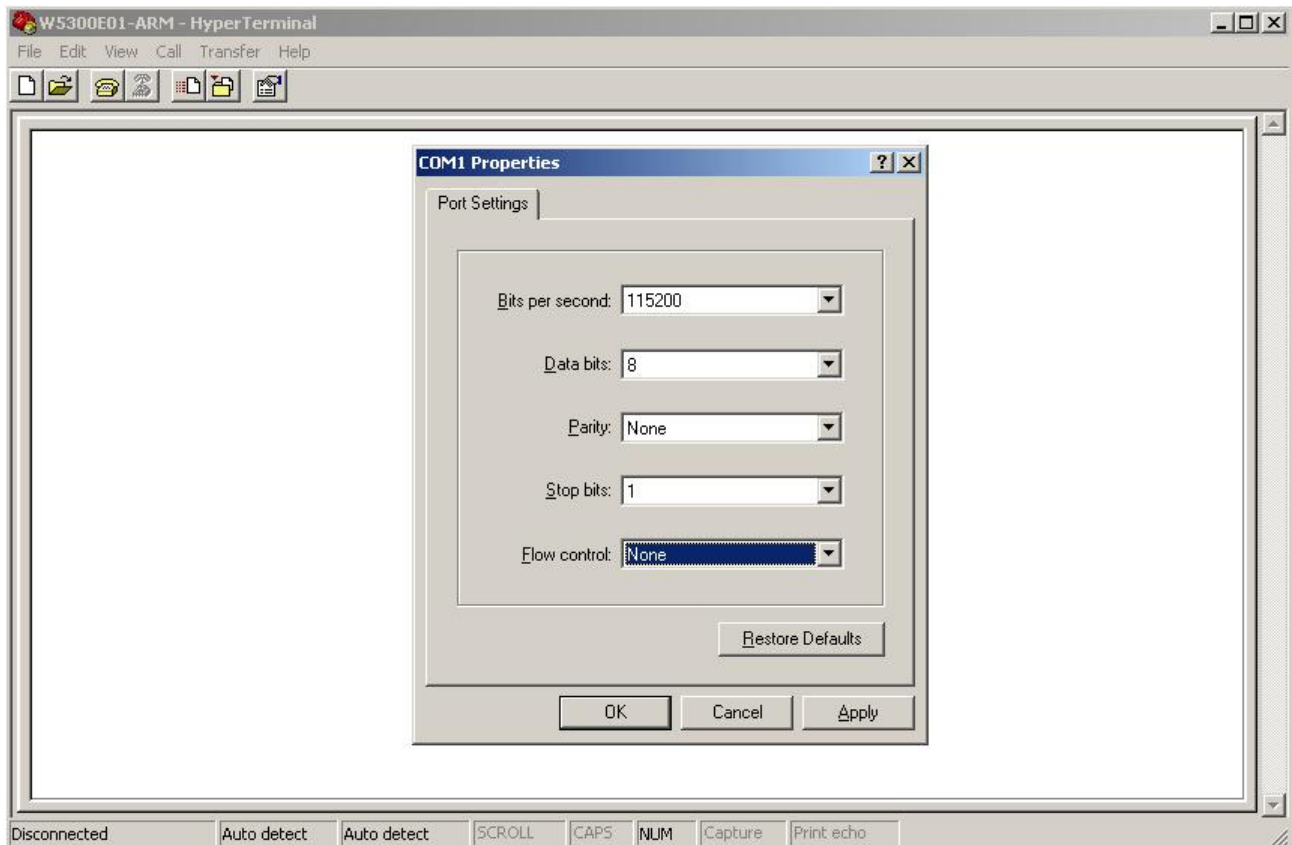 W5300E01-ARM - HyperTerminal
File Edit View Call Transfer Help
COM1 Properties
Port Settings
Bits per second: 115200
Data bits: 8
Parity: None
Stop bits: 1
Flow control: None
Restore Defaults
OK Cancel Apply
Disconnected Auto detect Auto detect SCROLL CAPS NUM Capture Print echo